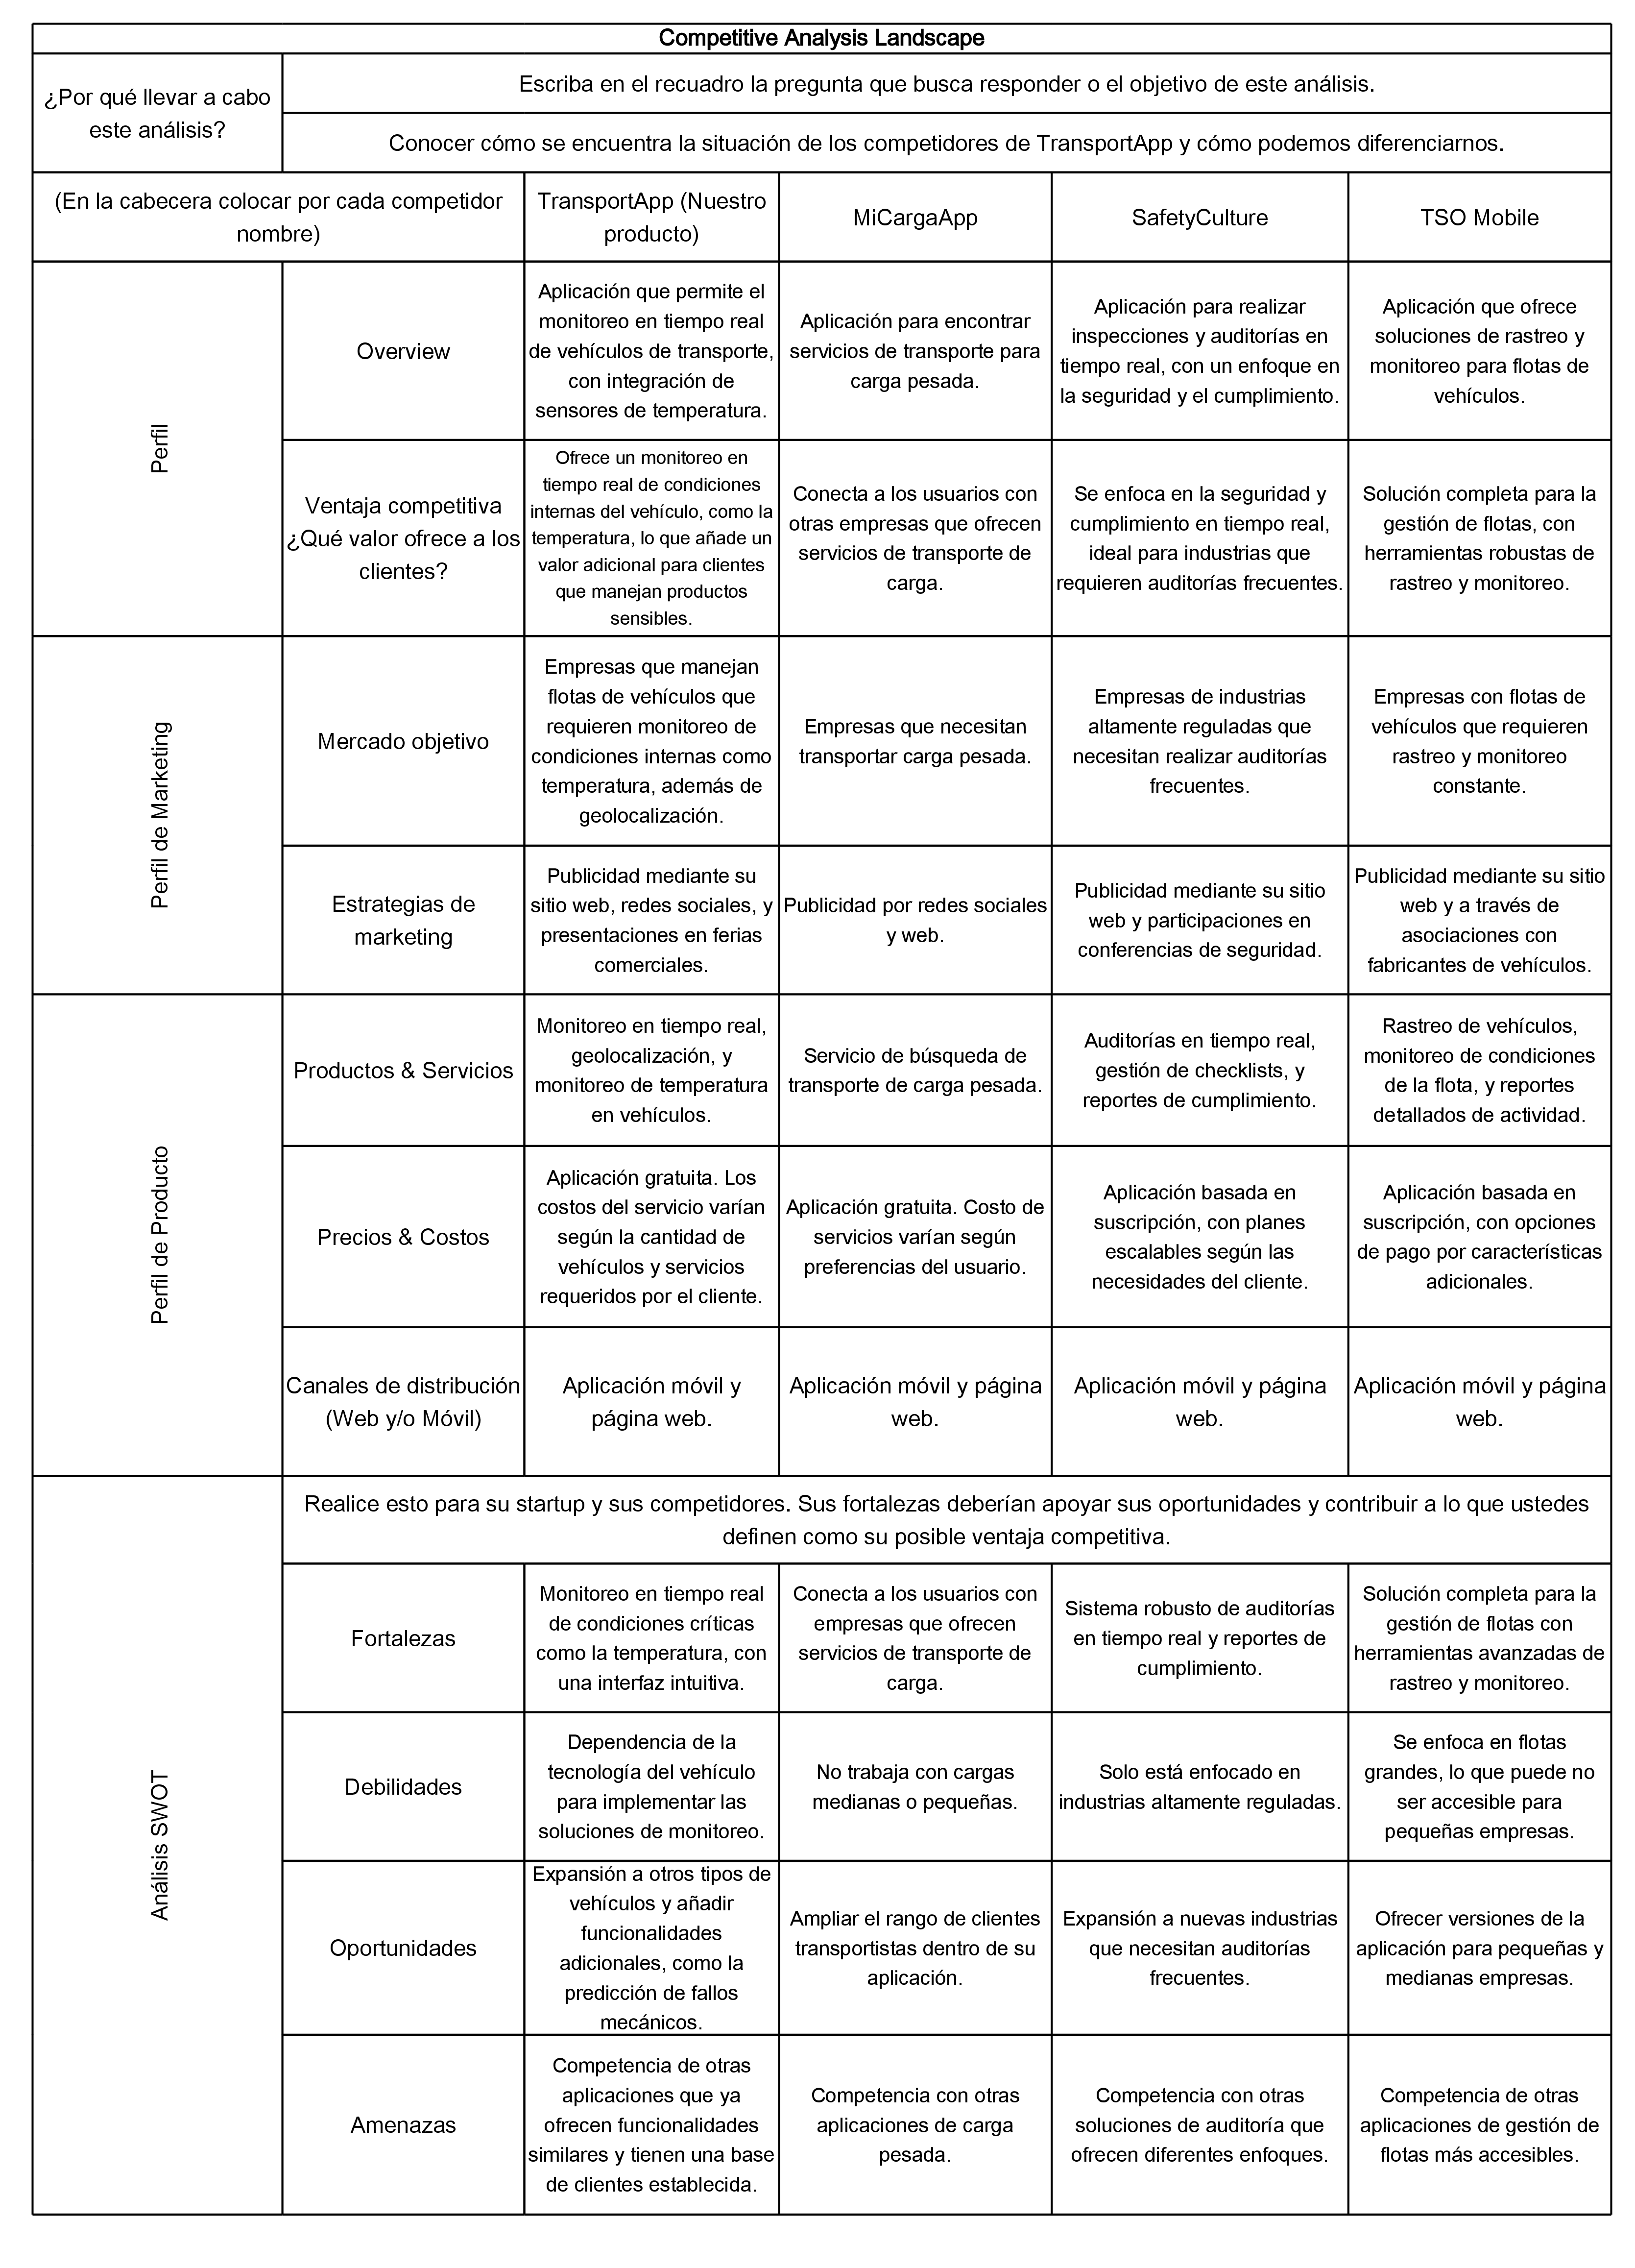 Competitive Analysis Landscape
¿Por qué llevar a cabo
este análisis?
Escriba en el recuadro la pregunta que busca responder o el objetivo de este análisis.
Conocer cómo se encuentra la situación de los competidores de TransportApp y cómo podemos diferenciarnos.
(En la cabecera colocar por cada competidor
nombre)
TransportApp (Nuestro
producto)
MiCargaApp
SafetyCulture
TSO Mobile
Perfil
Overview
Aplicación que permite el
monitoreo en tiempo real
de vehículos de transporte,
con integración de
sensores de temperatura.
Aplicación para encontrar
servicios de transporte para
carga pesada.
Aplicación para realizar
inspecciones y auditorías en
tiempo real, con un enfoque en
la seguridad y el cumplimiento.
Aplicación que ofrece
soluciones de rastreo y
monitoreo para flotas de
vehículos.
Ventaja competitiva
¿Qué valor ofrece a los
clientes?
Ofrece un monitoreo en
tiempo real de condiciones
internas del vehículo, como la
temperatura, lo que añade un
valor adicional para clientes
que manejan productos
sensibles.
Conecta a los usuarios con
otras empresas que ofrecen
servicios de transporte de
carga.
Se enfoca en la seguridad y
cumplimiento en tiempo real,
ideal para industrias que
requieren auditorías frecuentes.
Solución completa para la
gestión de flotas, con
herramientas robustas de
rastreo y monitoreo.
Perfil de Marketing
Mercado objetivo
Empresas que manejan
flotas de vehículos que
requieren monitoreo de
condiciones internas como
temperatura, además de
geolocalización.
Empresas que necesitan
transportar carga pesada.
Empresas de industrias
altamente reguladas que
necesitan realizar auditorías
frecuentes.
Empresas con flotas de
vehículos que requieren
rastreo y monitoreo
constante.
Estrategias de
marketing
Publicidad mediante su
sitio web, redes sociales, y
presentaciones en ferias
comerciales.
Publicidad por redes sociales
y web.
Publicidad mediante su sitio
web y participaciones en
conferencias de seguridad.
Publicidad mediante su sitio
web y a través de
asociaciones con
fabricantes de vehículos.
Perfil de Producto
Productos & Servicios
Monitoreo en tiempo real,
geolocalización, y
monitoreo de temperatura
en vehículos.
Servicio de búsqueda de
transporte de carga pesada.
Auditorías en tiempo real,
gestión de checklists, y
reportes de cumplimiento.
Rastreo de vehículos,
monitoreo de condiciones
de la flota, y reportes
detallados de actividad.
Precios & Costos
Aplicación gratuita. Los
costos del servicio varían
según la cantidad de
vehículos y servicios
requeridos por el cliente.
Aplicación gratuita. Costo de
servicios varían según
preferencias del usuario.
Aplicación basada en
suscripción, con planes
escalables según las
necesidades del cliente.
Aplicación basada en
suscripción, con opciones
de pago por características
adicionales.
Canales de distribución
(Web y/o Móvil)
Aplicación móvil y
página web.
Aplicación móvil y página
web.
Aplicación móvil y página
web.
Aplicación móvil y página
web.
Análisis SWOT
Realice esto para su startup y sus competidores. Sus fortalezas deberían apoyar sus oportunidades y contribuir a lo que ustedes
definen como su posible ventaja competitiva.
Fortalezas
Monitoreo en tiempo real
de condiciones críticas
como la temperatura, con
una interfaz intuitiva.
Conecta a los usuarios con
empresas que ofrecen
servicios de transporte de
carga.
Sistema robusto de auditorías
en tiempo real y reportes de
cumplimiento.
Solución completa para la
gestión de flotas con
herramientas avanzadas de
rastreo y monitoreo.
Debilidades
Dependencia de la
tecnología del vehículo
para implementar las
soluciones de monitoreo.
No trabaja con cargas
medianas o pequeñas.
Solo está enfocado en
industrias altamente reguladas.
Se enfoca en flotas
grandes, lo que puede no
ser accesible para
pequeñas empresas.
Oportunidades
Expansión a otros tipos de
vehículos y añadir
funcionalidades
adicionales, como la
predicción de fallos
mecánicos.
Ampliar el rango de clientes
transportistas dentro de su
aplicación.
Expansión a nuevas industrias
que necesitan auditorías
frecuentes.
Ofrecer versiones de la
aplicación para pequeñas y
medianas empresas.
Amenazas
Competencia de otras
aplicaciones que ya
ofrecen funcionalidades
similares y tienen una base
de clientes establecida.
Competencia con otras
aplicaciones de carga
pesada.
Competencia con otras
soluciones de auditoría que
ofrecen diferentes enfoques.
Competencia de otras
aplicaciones de gestión de
flotas más accesibles.